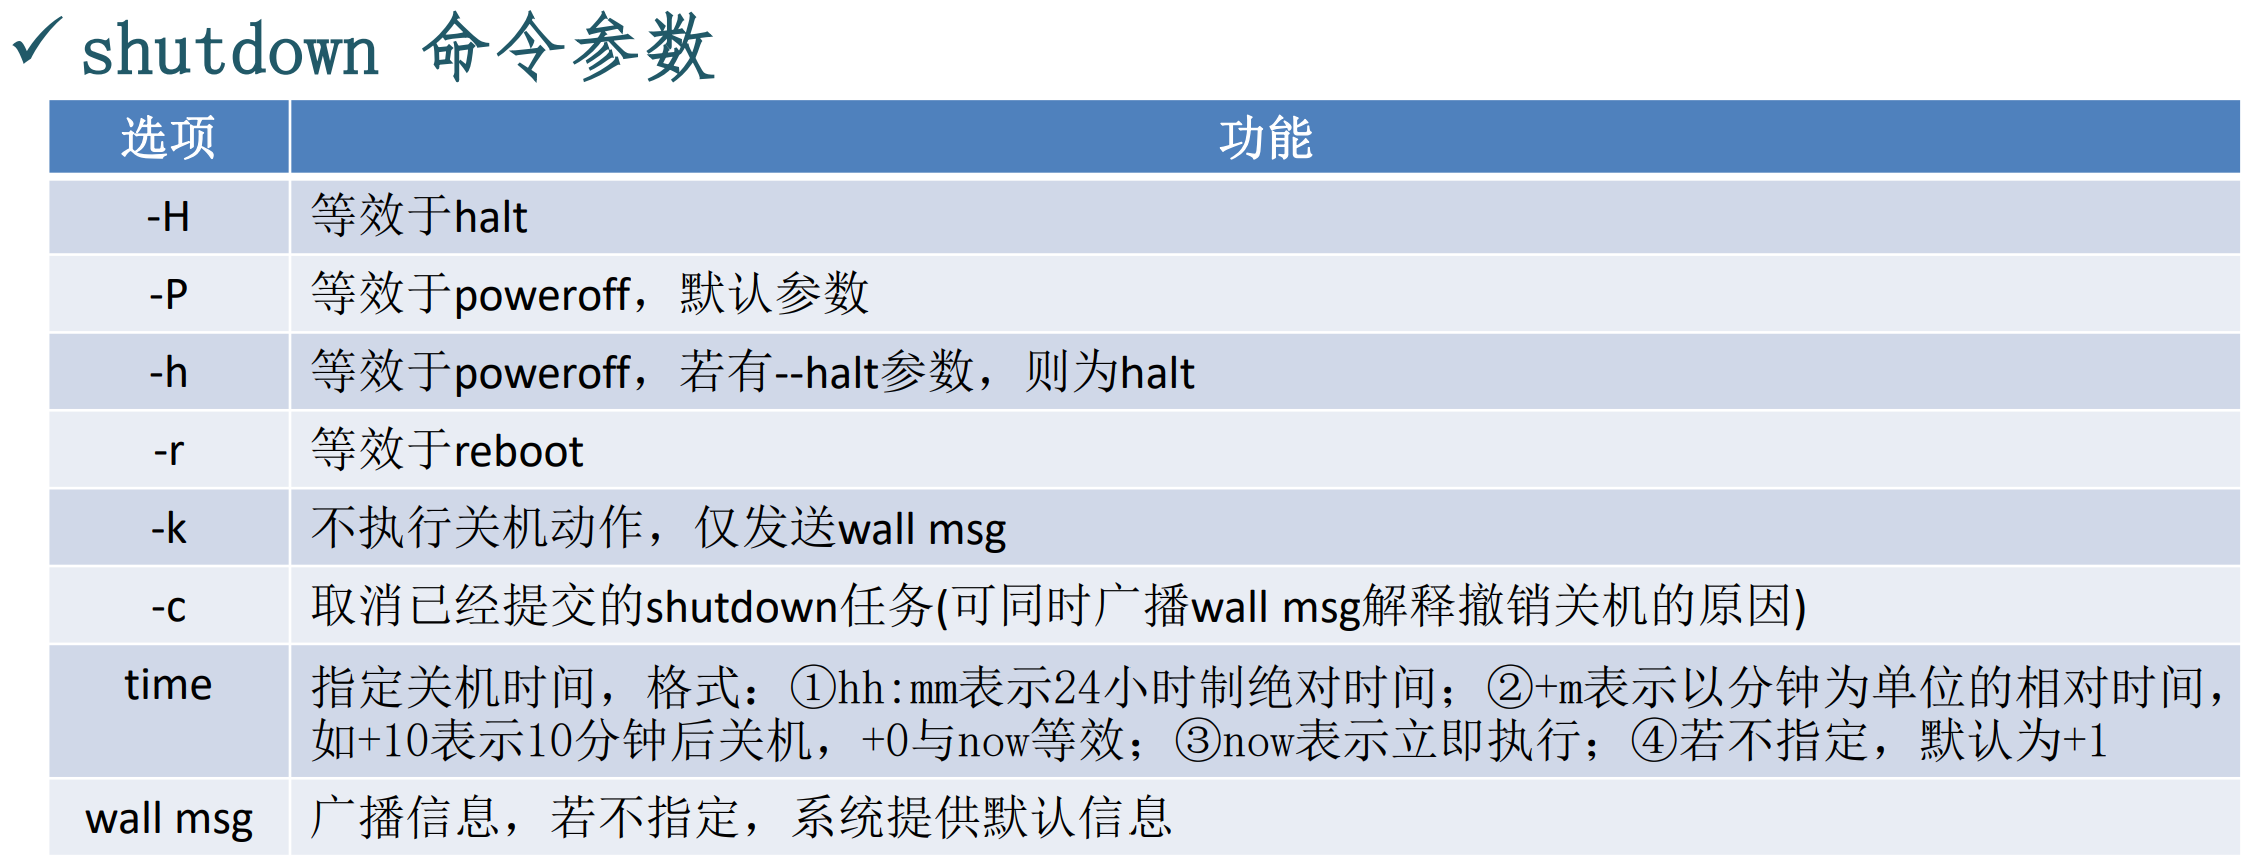 ✓ shutdown 命令参数
选项 功能
-H 等效于halt
-P 等效于poweroff，默认参数
-h 等效于poweroff，若有--halt参数，则为halt
-r 等效于reboot
-k 不执行关机动作，仅发送wall msg
-c 取消已经提交的shutdown任务(可同时广播wall msg解释撤销关机的原因)
time 指定关机时间，格式：①hh:mm表示24小时制绝对时间；②+m表示以分钟为单位的相对时间，
如+10表示10分钟后关机，+0与now等效；③now表示立即执行；④若不指定，默认为+1
wall msg 广播信息，若不指定，系统提供默认信息